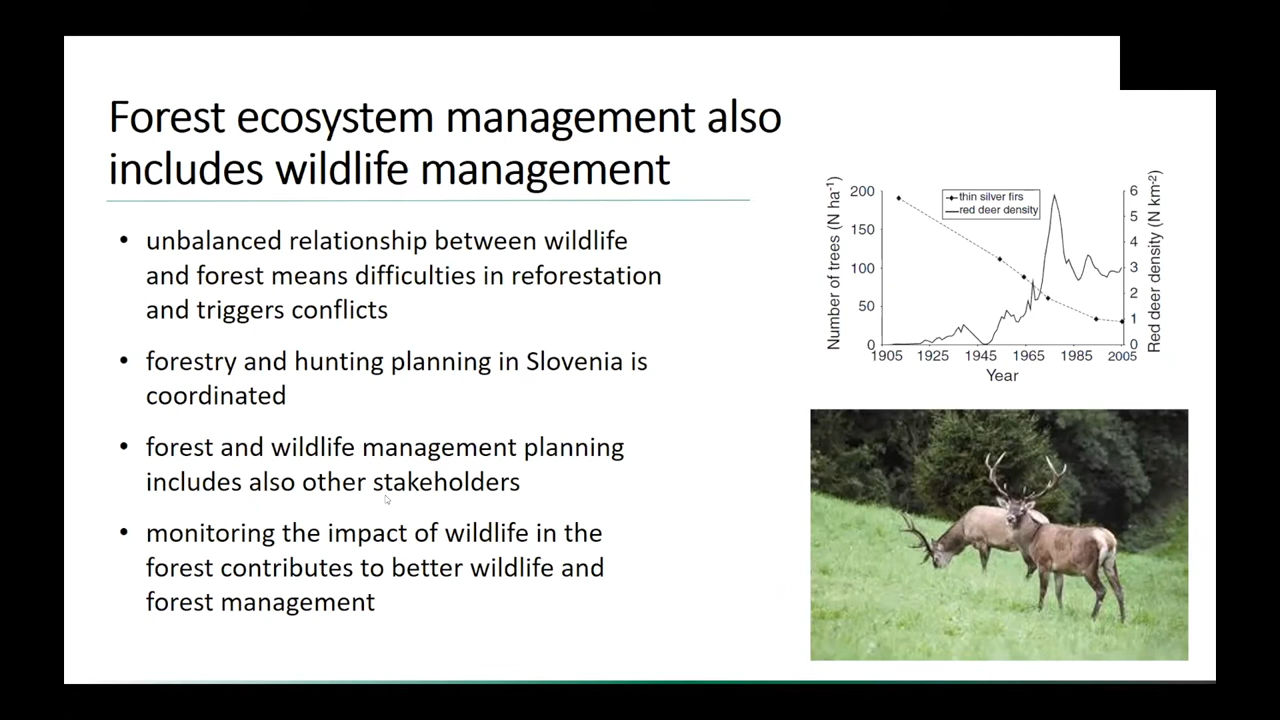 Forest ecosystem management also
includes wildlife management
• unbalanced relationship between wildlife
and forest means difficulties in reforestation
and triggers conflicts
• forestry and hunting planning in Slovenia is
coordinated
• forest and wildlife management planning
includes also other stakeholders
• monitoring the impact of wildlife in the
forest contributes to better wildlife and
forest management
Number of trees (N ha⁻¹)
200
150
100
50
0
thin silver firs
red deer density
6
5
4
3
2
1
0
Red deer density (N km⁻²)
1905 1925 1945 1965 1985 2005
Year